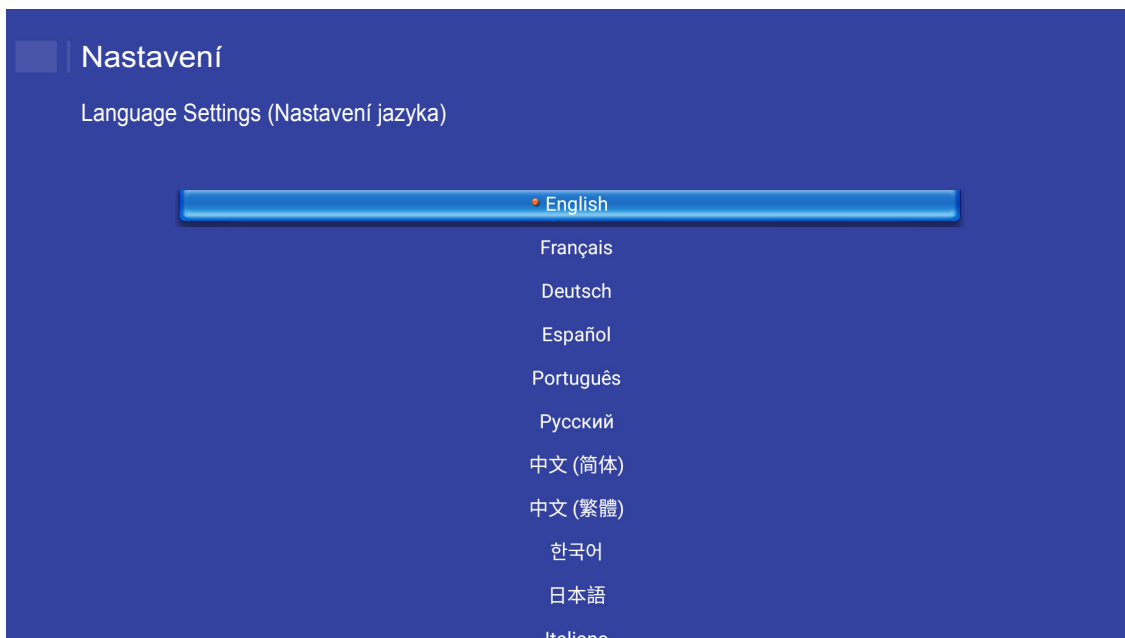 Nastavení
Language Settings (Nastavení jazyka)
English
Français
Deutsch
Español
Português
Русский
中文 (简体)
中文 (繁體)
한국어
日本語